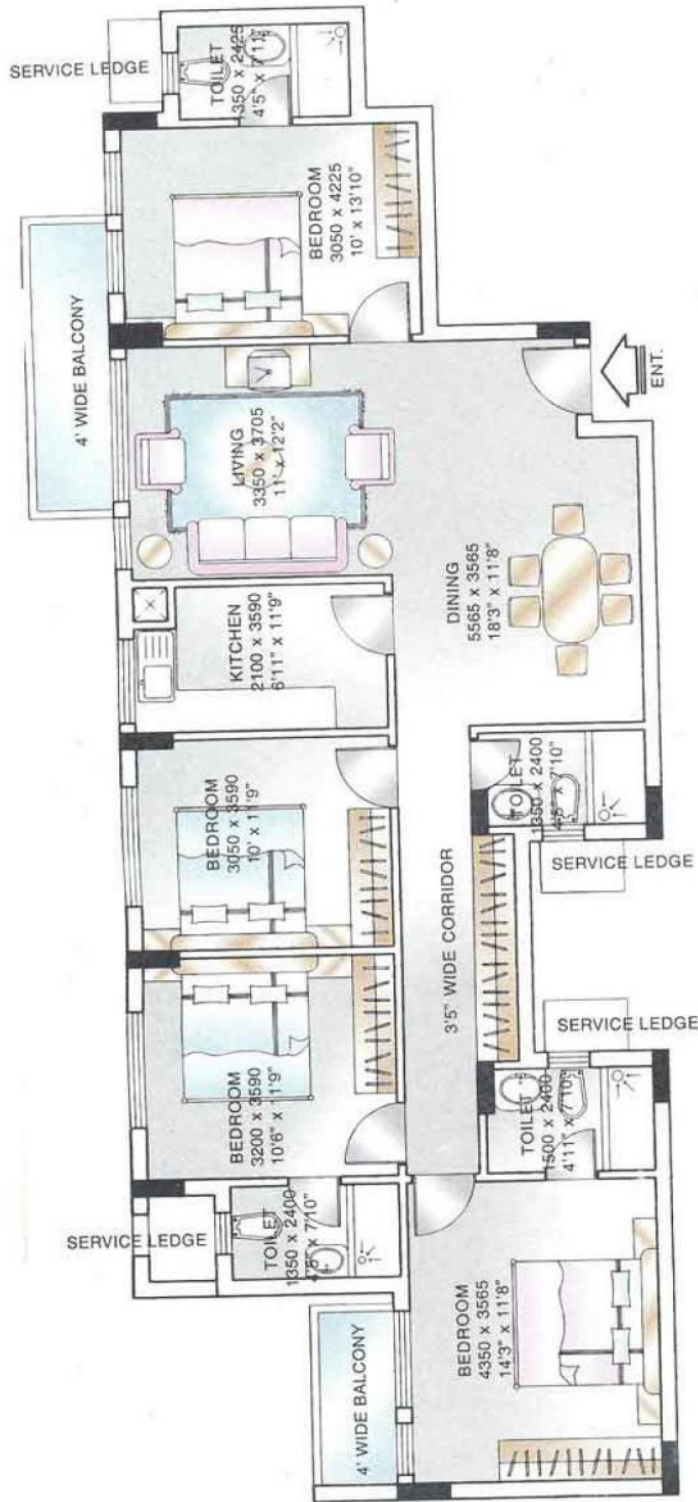 SERVICE LEDGE
TOILET
1350 x 2425
4'5" x 7'11"
BEDROOM
3050 x 4225
10' x 13'10"
4' WIDE BALCONY
LIVING
3350 x 3705
11' x 12'2"
ENT.
KITCHEN
2100 x 3590
6'11" x 11'9"
DINING
5565 x 3565
18'3" x 11'8"
BEDROOM
3050 x 3590
10' x 11'9"
TOILET
1350 x 2400
4'5" x 7'10"
SERVICE LEDGE
3'5" WIDE CORRIDOR
BEDROOM
3200 x 3590
10'6" x 11'9"
SERVICE LEDGE
TOILET
1500 x 2400
4'11" x 7'10"
SERVICE LEDGE
TOILET
1350 x 2400
4'5" x 7'10"
4' WIDE BALCONY
BEDROOM
4350 x 3565
14'3" x 11'8"